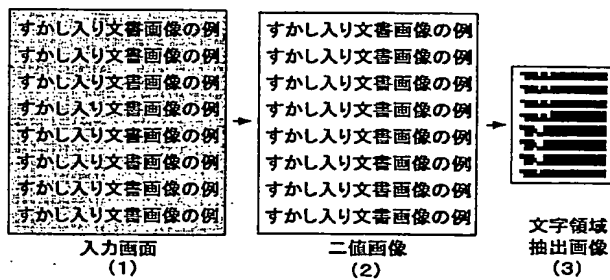 すかし入り文書画像の例
すかし入り文書画像の例
すかし入り文書画像の例
すかし入り文書画像の例
すかし入り文書画像の例
すかし入り文書画像の例
すかし入り文書画像の例
すかし入り文書画像の例
入力画面
(1)
すかし入り文書画像の例
すかし入り文書画像の例
すかし入り文書画像の例
すかし入り文書画像の例
すかし入り文書画像の例
すかし入り文書画像の例
すかし入り文書画像の例
すかし入り文書画像の例
二値画像
(2)
文字領域
抽出画像
(3)